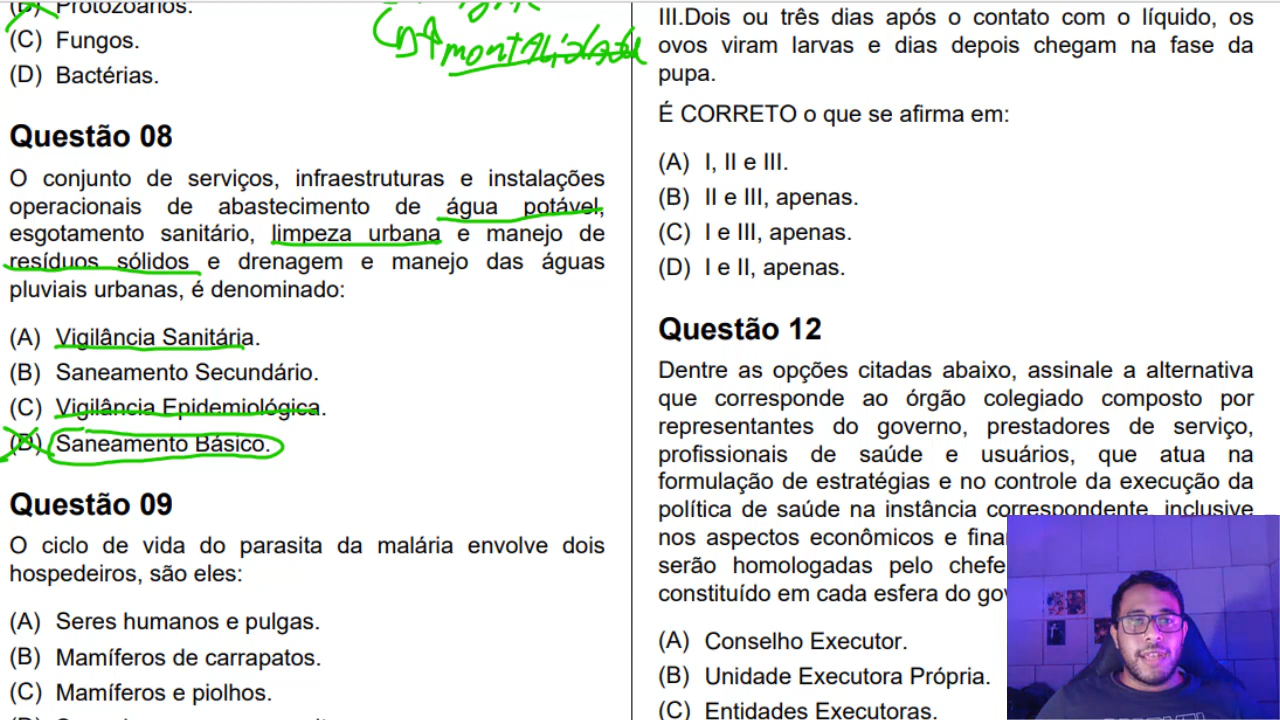 (B) Protozoários.
(C) Fungos.
(D) Bactérias.
mortalidade
Questão 08
O conjunto de serviços, infraestruturas e instalações
operacionais de abastecimento de água potável,
esgotamento sanitário, limpeza urbana e manejo de
resíduos sólidos e drenagem e manejo das águas
pluviais urbanas, é denominado:
(A) Vigilância Sanitária.
(B) Saneamento Secundário.
(C) Vigilância Epidemiológica.
(D) Saneamento Básico.
Questão 09
O ciclo de vida do parasita da malária envolve dois
hospedeiros, são eles:
(A) Seres humanos e pulgas.
(B) Mamíferos de carrapatos.
(C) Mamíferos e piolhos.
III.Dois ou três dias após o contato com o líquido, os
ovos viram larvas e dias depois chegam na fase da
pupa.
É CORRETO o que se afirma em:
(A) I, II e III.
(B) II e III, apenas.
(C) I e III, apenas.
(D) I e II, apenas.
Questão 12
Dentre as opções citadas abaixo, assinale a alternativa
que corresponde ao órgão colegiado composto por
representantes do governo, prestadores de serviço,
profissionais de saúde e usuários, que atua na
formulação de estratégias e no controle da execução da
política de saúde na instância correspondente, inclusive
nos aspectos econômicos e
serão homologadas pelo chefe
constituído em cada esfera do
(A) Conselho Executor.
(B) Unidade Executora Própria.
(C) Entidades Executoras.